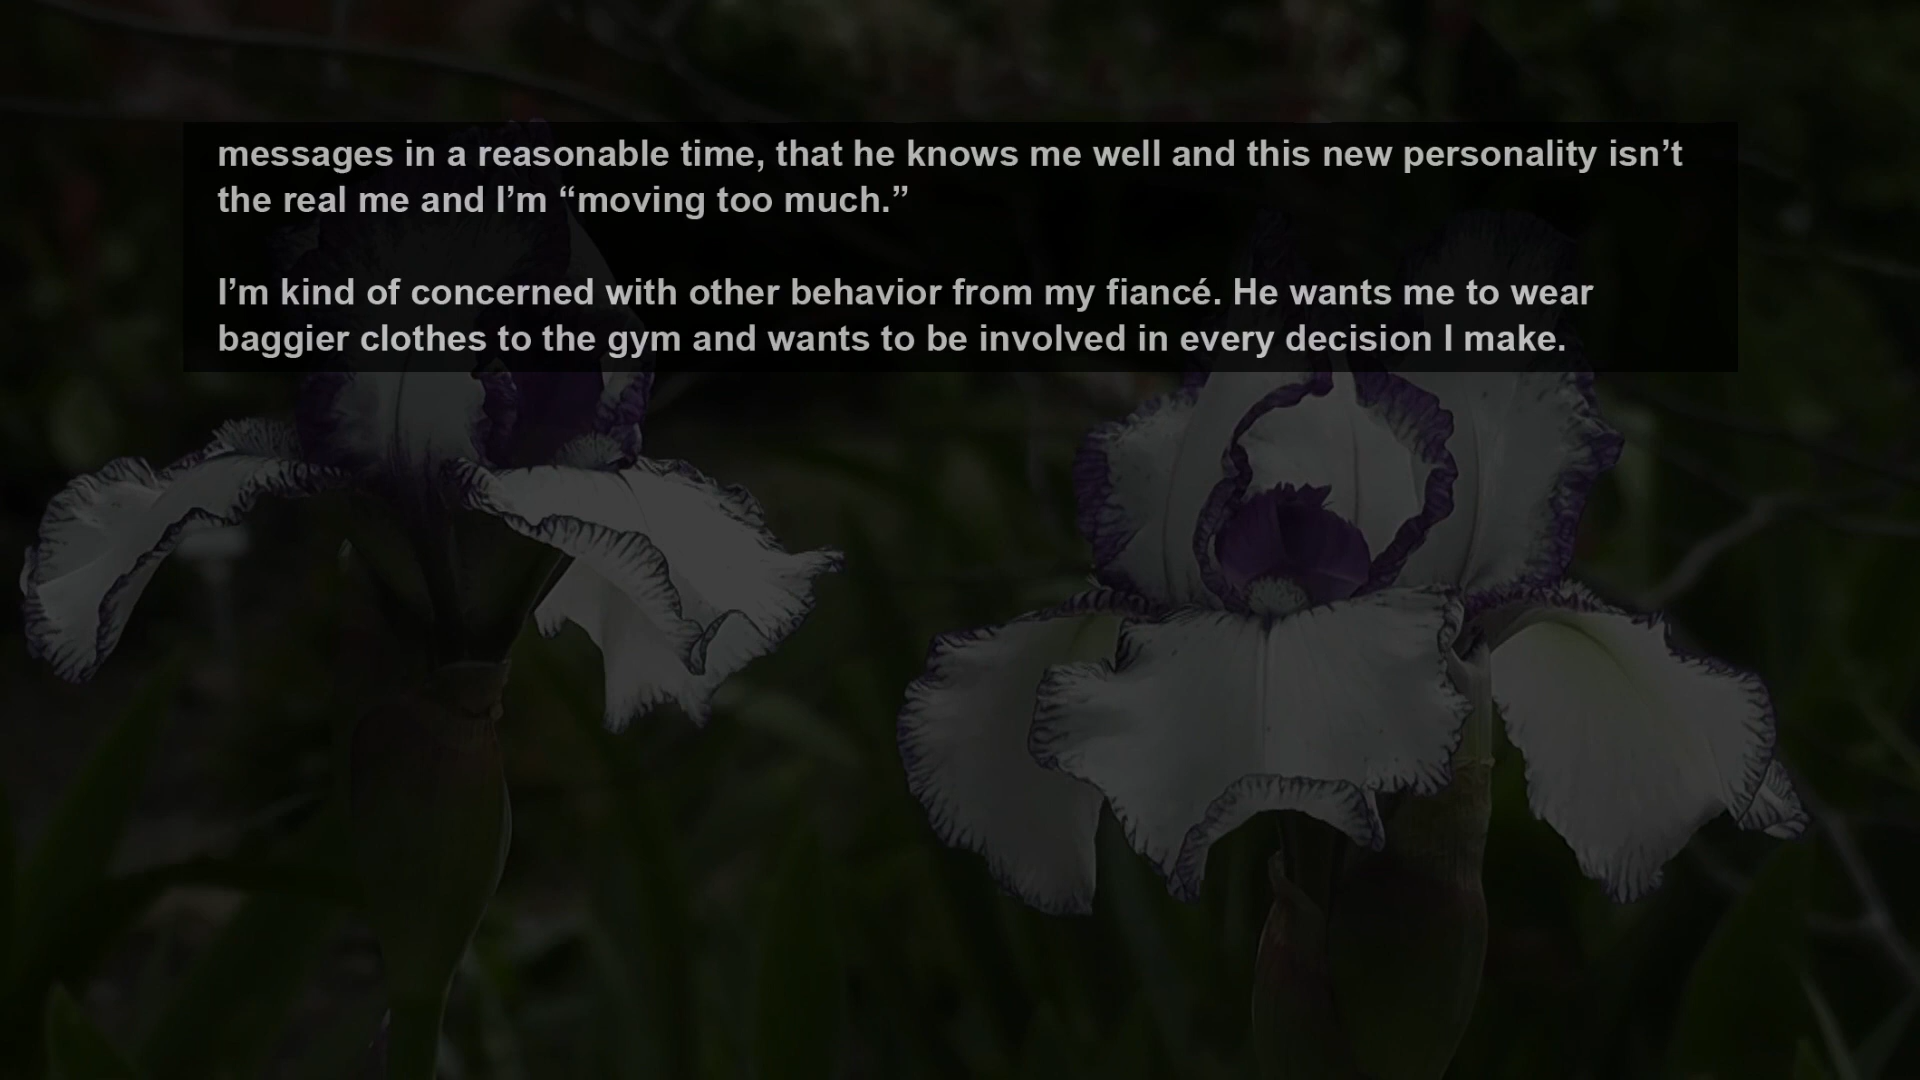 messages in a reasonable time, that he knows me well and this new personality isn’t
the real me and I’m “moving too much.”
I’m kind of concerned with other behavior from my fiancé. He wants me to wear
baggier clothes to the gym and wants to be involved in every decision I make.